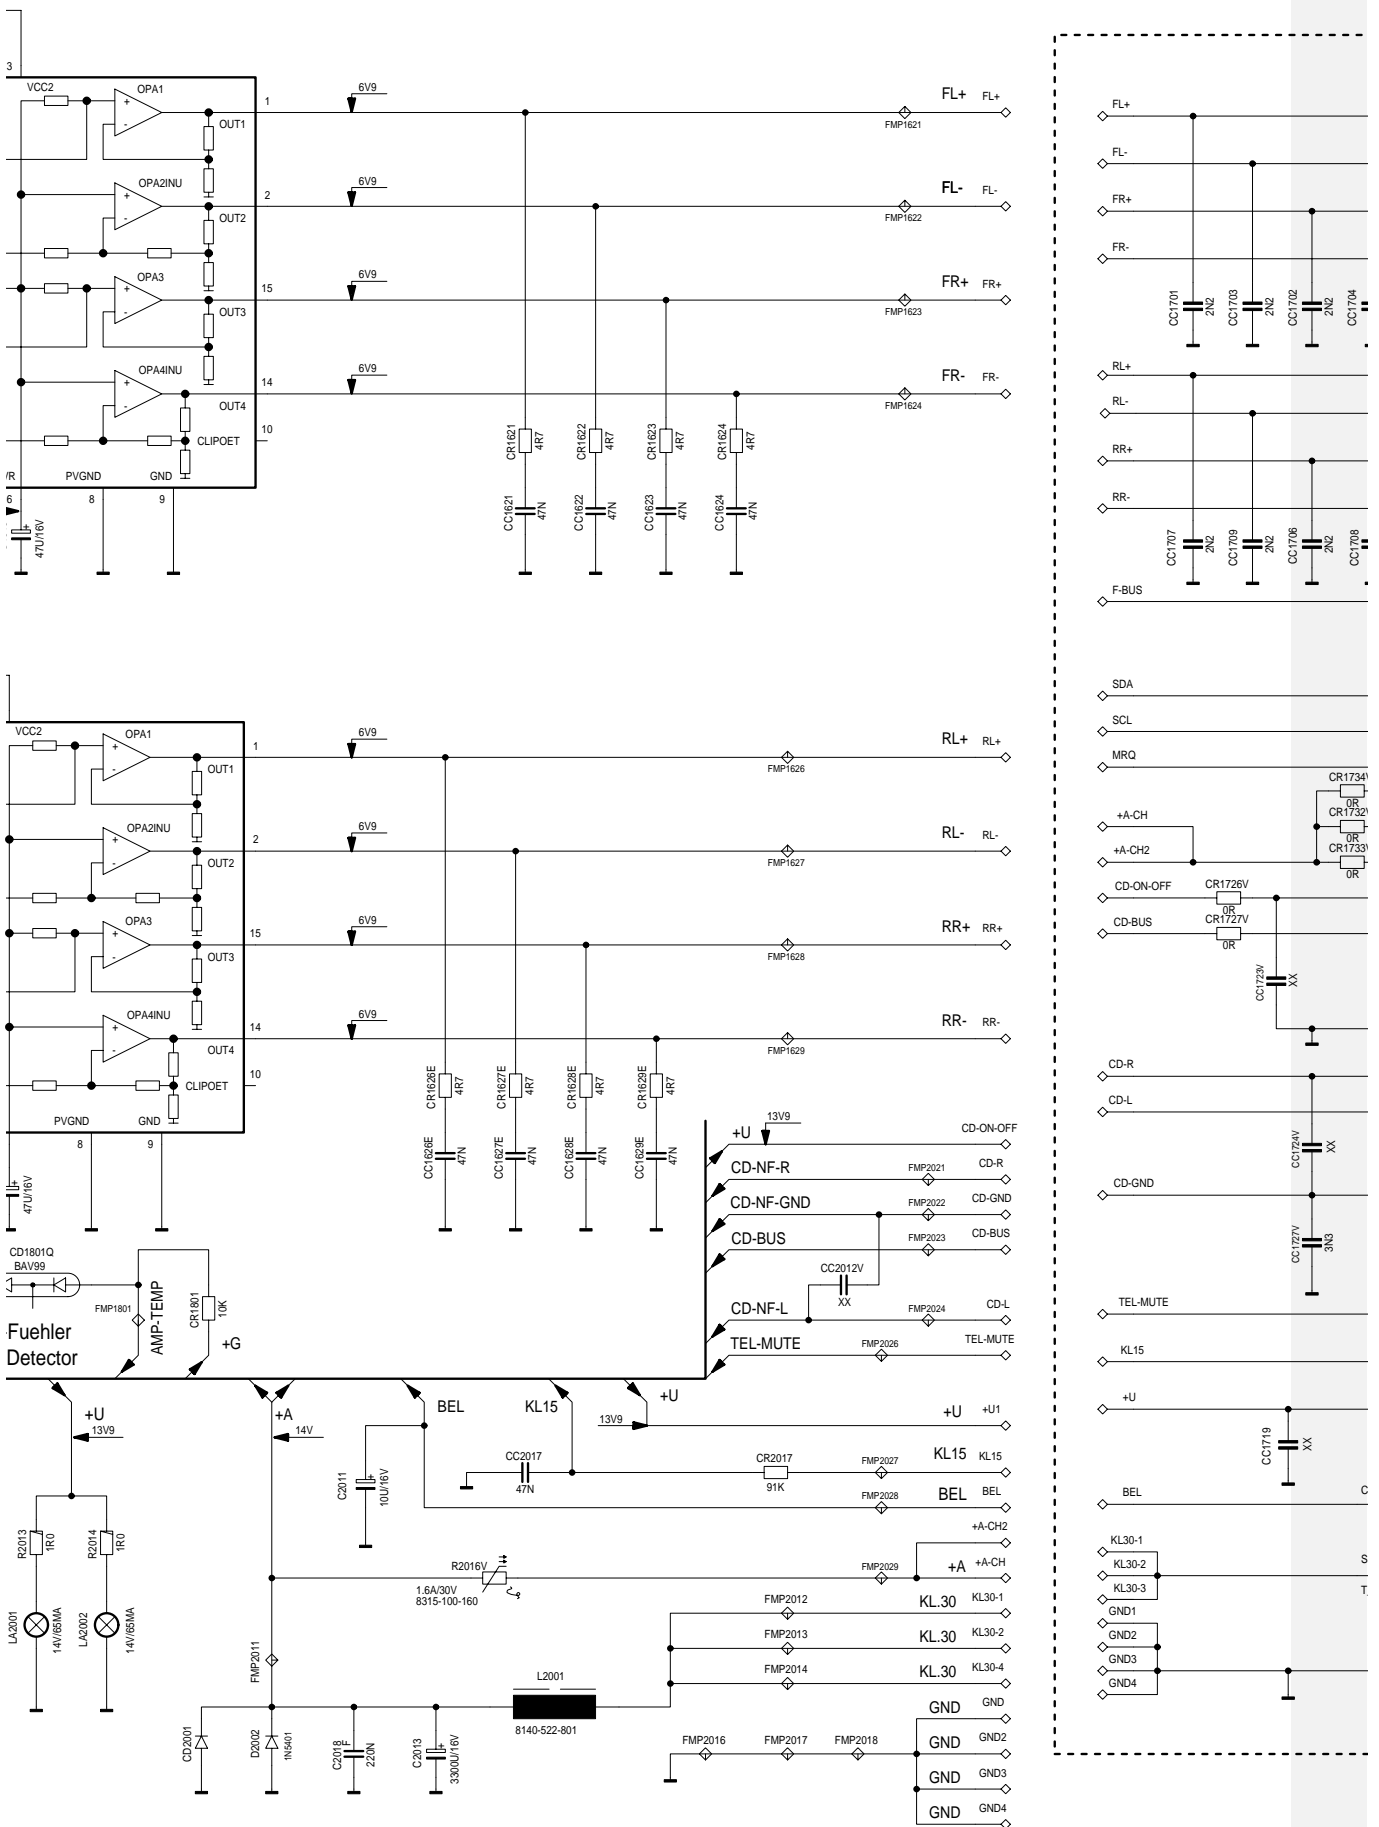 3
VCC2
OPA1
+
-
1
OUT1
6V9
FL+ FL+
FMP1621
OPA2INU
+
-
2
OUT2
6V9
FL- FL-
FMP1622
OPA3
+
-
15
OUT3
6V9
FR+ FR+
FMP1623
OPA4INU
+
-
14
OUT4
6V9
FR- FR-
FMP1624
10
CLIPOET
CR1621 4R7
CR1622 4R7
CR1623 4R7
CR1624 4R7
/R
PVGND
GND
6
8
9
+
47U/16V
CC1621 47N
CC1622 47N
CC1623 47N
CC1624 47N
VCC2
OPA1
+
-
1
OUT1
6V9
RL+ RL+
FMP1626
OPA2INU
+
-
2
OUT2
6V9
RL- RL-
FMP1627
OPA3
+
-
15
OUT3
6V9
RR+ RR+
FMP1628
OPA4INU
+
-
14
OUT4
6V9
RR- RR-
FMP1629
10
CLIPOET
CR1626E 4R7
CR1627E 4R7
CR1628E 4R7
CR1629E 4R7
PVGND
GND
8
9
+
47U/16V
CC1626E 47N
CC1627E 47N
CC1628E 47N
CC1629E 47N
+U
13V9
CD-ON-OFF
CD-NF-R
FMP2021
CD-R
CD-NF-GND
FMP2022
CD-GND
CD-BUS
FMP2023
CD-BUS
CC2012V
XX
CD-NF-L
FMP2024
CD-L
TEL-MUTE
FMP2026
TEL-MUTE
CD1801Q
BAV99
FMP1801
AMP-TEMP
CR1801 10K
+G
-Fuehler
Detector
+U
13V9
+A
14V
BEL
KL15
+U
13V9
+U +U1
C2011 + 10U/16V
CC2017
47N
CR2017
91K
FMP2027
KL15 KL15
FMP2028
BEL BEL
+A-CH2
R2013 1R0
R2014 1R0
R2016V
1.6A/30V
8315-100-160
FMP2029
+A +A-CH
LA2001 14V/65MA
LA2002 14V/65MA
FMP2012
KL.30 KL30-1
FMP2013
KL.30 KL30-2
FMP2014
KL.30 KL30-4
FMP2011
L2001
8140-522-801
CD2001
D2002 1N5401
C2018 F 220N
C2013 + 3300U/16V
FMP2016
FMP2017
FMP2018
GND GND
GND GND2
GND GND3
GND GND4
FL+
FL-
FR+
FR-
CC1701 2N2
CC1703 2N2
CC1702 2N2
CC1704
RL+
RL-
RR+
RR-
CC1707 2N2
CC1709 2N2
CC1706 2N2
CC1708
F-BUS
SDA
SCL
MRQ
CR1734V
0R
+A-CH
CR1732V
0R
+A-CH2
CR1733V
0R
CD-ON-OFF
CR1726V
0R
CD-BUS
CR1727V
0R
CC1723V XX
CD-R
CD-L
CC1724V XX
CD-GND
CC1727V 3N3
TEL-MUTE
KL15
+U
CC1719 XX
BEL
C
KL30-1
KL30-2
S
KL30-3
T_
GND1
GND2
GND3
GND4